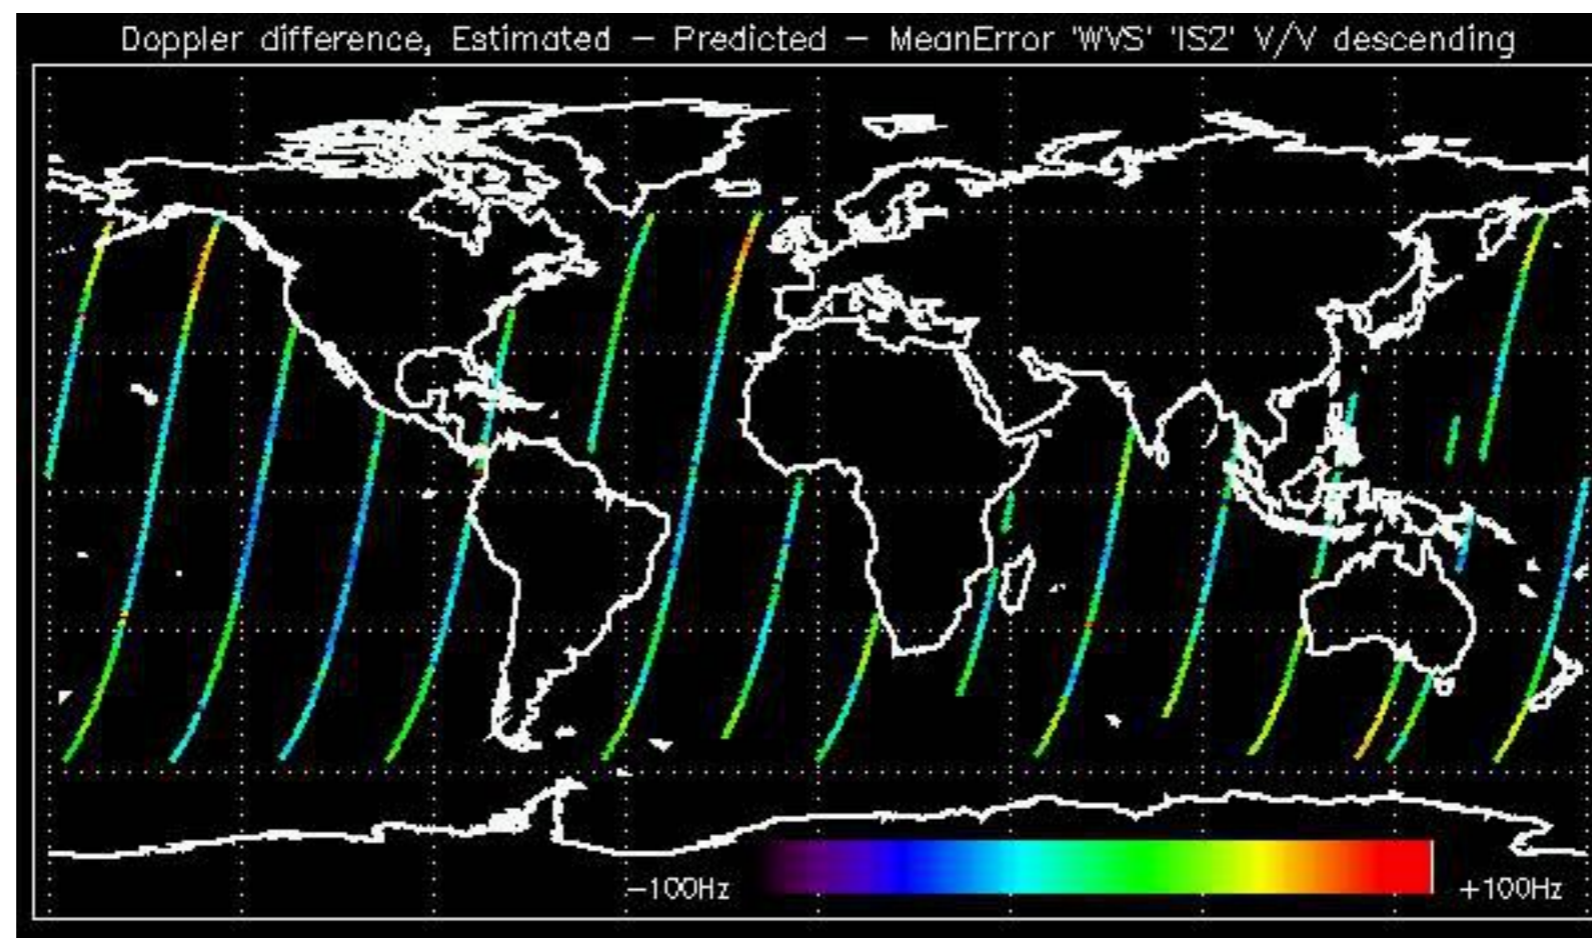 Doppler difference, Estimated – Predicted – MeanError 'WVS' 'IS2' V/V descending
–100Hz
+100Hz